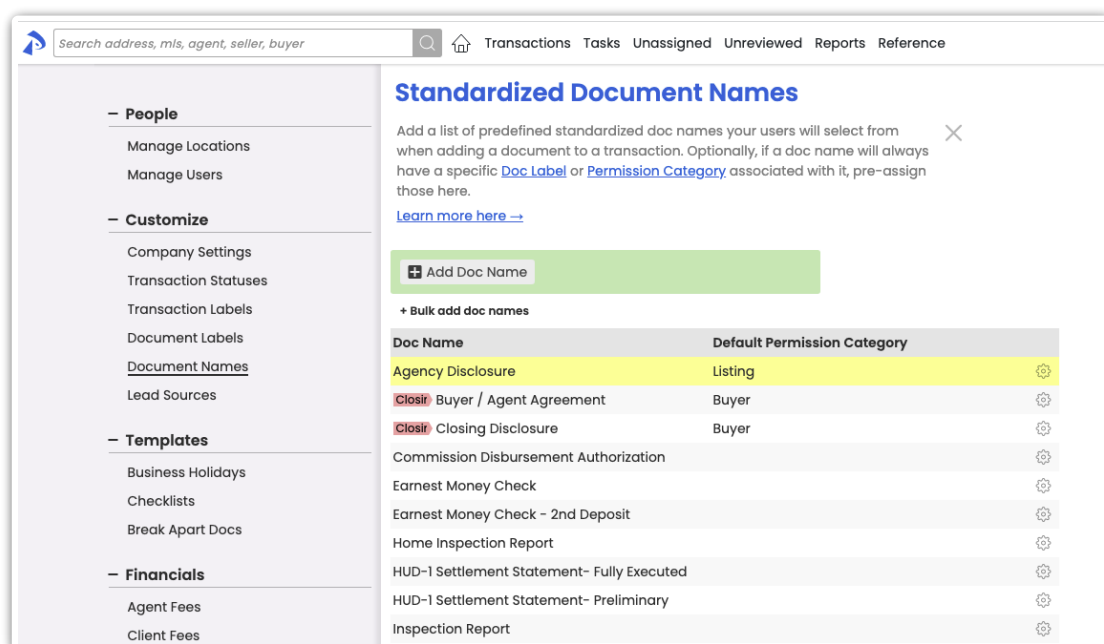 Search address, mls, agent, seller, buyer
Transactions Tasks Unassigned Unreviewed Reports Reference
– People
Manage Locations
Manage Users
– Customize
Company Settings
Transaction Statuses
Transaction Labels
Document Labels
Document Names
Lead Sources
– Templates
Business Holidays
Checklists
Break Apart Docs
– Financials
Agent Fees
Client Fees
Standardized Document Names
Add a list of predefined standardized doc names your users will select from
when adding a document to a transaction. Optionally, if a doc name will always
have a specific Doc Label or Permission Category associated with it, pre-assign
those here.
Learn more here →
Add Doc Name
+ Bulk add doc names
Doc Name Default Permission Category
Agency Disclosure Listing
Closir Buyer / Agent Agreement Buyer
Closir Closing Disclosure Buyer
Commission Disbursement Authorization
Earnest Money Check
Earnest Money Check - 2nd Deposit
Home Inspection Report
HUD-1 Settlement Statement- Fully Executed
HUD-1 Settlement Statement- Preliminary
Inspection Report